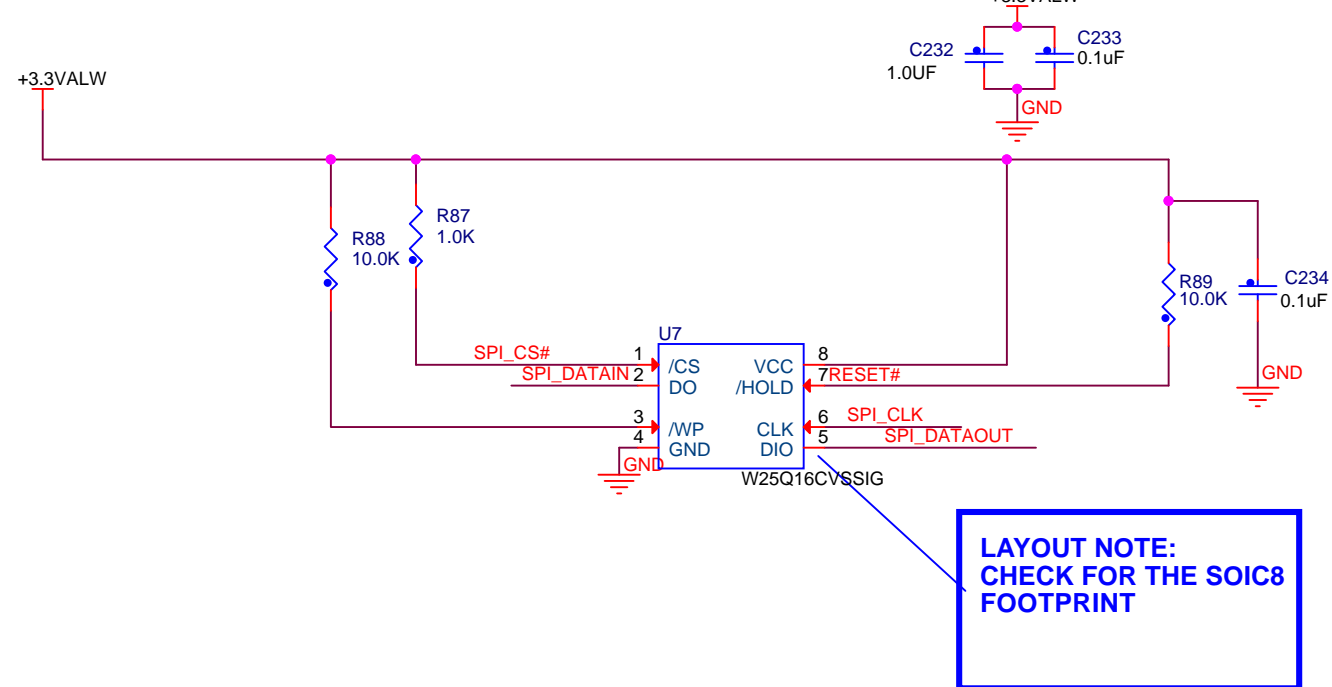 C232
1.0UF
C233
0.1uF
GND
+3.3VALW
R88
10.0K
R87
1.0K
R89
10.0K
C234
0.1uF
GND
U7
SPI_CS#
1
/CS
VCC
8
SPI_DATAIN
2
DO
/HOLD
7
RESET#
3
/WP
CLK
6
SPI_CLK
4
GND
DIO
5
SPI_DATAOUT
GND
W25Q16CVSSIG
LAYOUT NOTE:
CHECK FOR THE SOIC8
FOOTPRINT